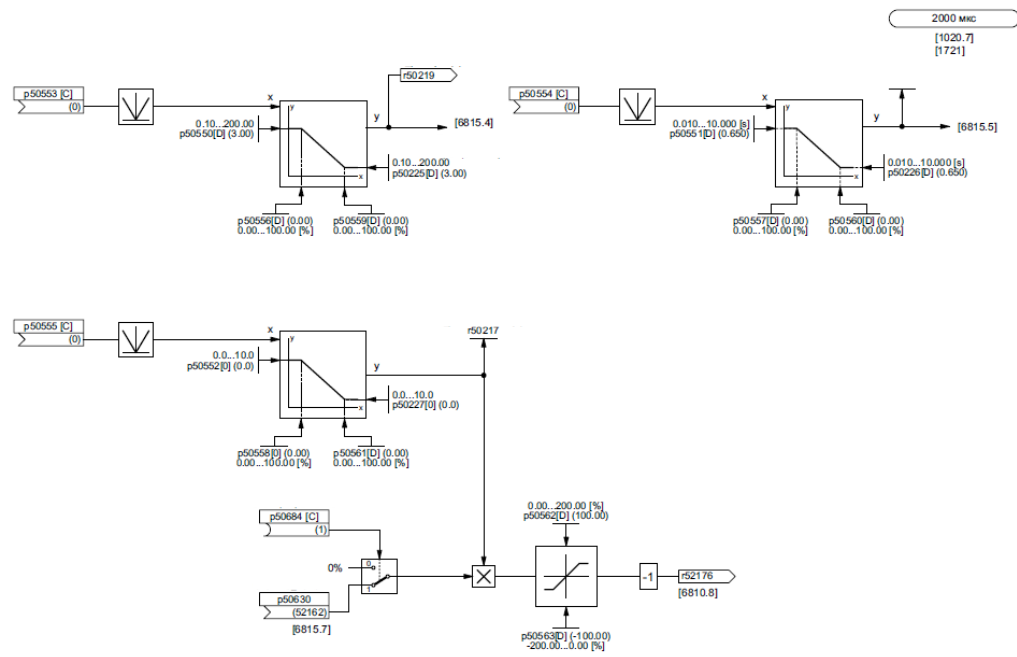 2000 мкс
[1020.7]
[1721]
r50219
p50553 [C]
(0)
x
y
0.10...200.00
p50550[D] (3.00)
y
[6815.4]
0.10...200.00
p50225[D] (3.00)
x
p50556[D] (0.00)
0.00...100.00 [%]
p50559[D] (0.00)
0.00...100.00 [%]
p50554 [C]
(0)
x
y
0.010...10.000 [s]
p50551[D] (0.650)
y
[6815.5]
0.010...10.000 [s]
p50226[D] (0.650)
x
p50557[D] (0.00)
0.00...100.00 [%]
p50560[D] (0.00)
0.00...100.00 [%]
p50555 [C]
(0)
x
y
r50217
0.0...10.0
p50552[0] (0.0)
y
0.0...10.0
p50227[0] (0.0)
x
p50558[0] (0.00)
0.00...100.00 [%]
p50561[D] (0.00)
0.00...100.00 [%]
p50684 [C]
(1)
0.00...200.00 [%]
p50562[D] (100.00)
0%
0
1
-1
r52176
[6810.8]
p50630
(52162)
[6815.7]
p50563[D] (-100.00)
-200.00...0.00 [%]